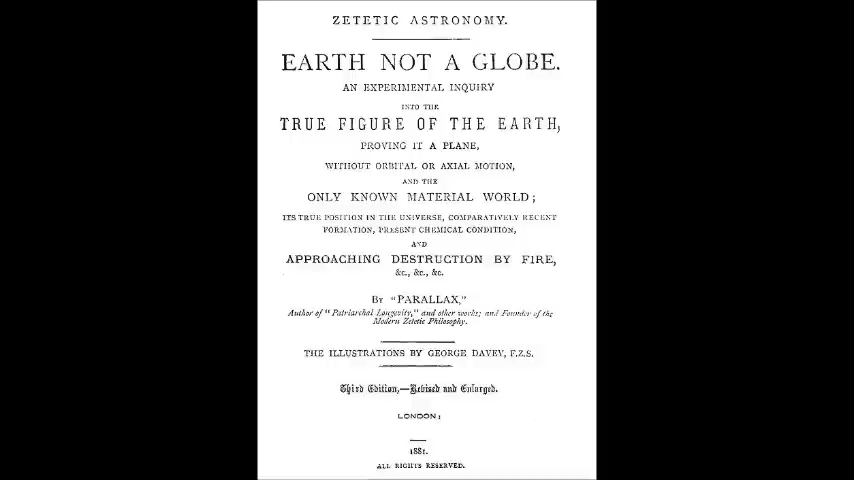 ZETETIC ASTRONOMY.
EARTH NOT A GLOBE.
AN EXPERIMENTAL INQUIRY
INTO THE
TRUE FIGURE OF THE EARTH,
PROVING IT A PLANE,
WITHOUT ORBITAL OR AXIAL MOTION,
AND THE
ONLY KNOWN MATERIAL WORLD;
ITS TRUE POSITION IN THE UNIVERSE, COMPARATIVELY RECENT
FORMATION, PRESENT CHEMICAL CONDITION,
AND
APPROACHING DESTRUCTION BY FIRE,
&c., &c., &c.
BY "PARALLAX,"
Author of "Patriarchal Longevity," and other works; and Founder of the
Modern Zetetic Philosophy.
THE ILLUSTRATIONS BY GEORGE DAVEY, F.Z.S.
Third Edition,—Revised and Enlarged.
LONDON:
1881.
ALL RIGHTS RESERVED.